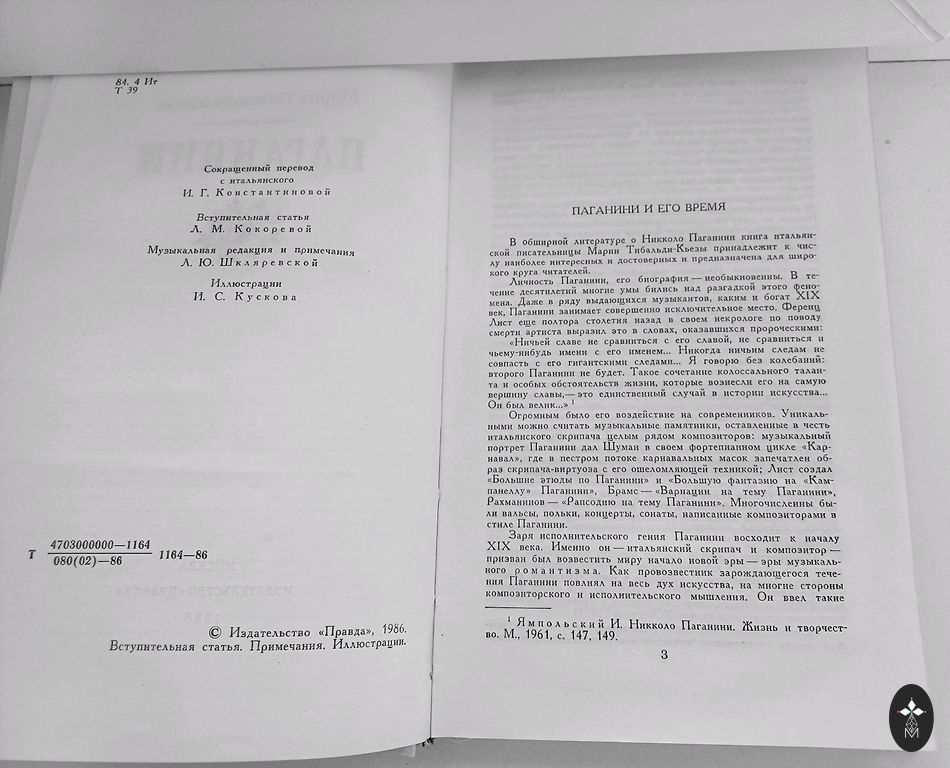 84. 4 Ит
Т 39
Сокращенный перевод
с итальянского
И. Г. Константиновой
Вступительная статья
Л. М. Кокоревой
Музыкальная редакция и примечания
Л. Ю. Шкляревской
Иллюстрации
И. С. Кускова
Т 4703000000—1164
080(02)—86
1164—86
© Издательство «Правда», 1986.
Вступительная статья. Примечания. Иллюстрации.
ПАГАНИНИ И ЕГО ВРЕМЯ
В обширной литературе о Никколо Паганини книга итальян-
ской писательницы Марии Тибальди-Кьезы принадлежит к чис-
лу наиболее интересных и достоверных и предназначена для широ-
кого круга читателей.
Личность Паганини, его биография — необыкновенны. В те-
чение десятилетий многие умы бились над разгадкой этого фено-
мена. Даже в ряду выдающихся музыкантов, каким и богат XIX
век, Паганини занимает совершенно исключительное место. Ференц
Лист еще полтора столетия назад в своем некрологе по поводу
смерти артиста выразил это в словах, оказавшихся пророческими:
«Ничьей славе не сравниться с его славой, не сравниться и
чьему-нибудь имени с его именем... Никогда ничьим следам не
совпасть с его гигантскими следами... Я говорю без колебаний:
второго Паганини не будет. Такое сочетание колоссального талан-
та и особых обстоятельств жизни, которые вознесли его на самую
вершину славы,— это единственный случай в истории искусства...
Он был велик...» 1
Огромным было его воздействие на современников. Уникаль-
ными можно считать музыкальные памятники, оставленные в честь
итальянского скрипача целым рядом композиторов: музыкальный
портрет Паганини дал Шуман в своем фортепианном цикле «Кар-
навал», где в пестром потоке карнавальных масок запечатлен об-
раз скрипача-виртуоза с его ошеломляющей техникой; Лист создал
«Большие этюды по Паганини» и «Большую фантазию на «Кам-
панеллу» Паганини», Брамс — «Вариации на тему Паганини»,
Рахманинов — «Рапсодию на тему Паганини». Многочисленны бы-
ли вальсы, польки, концерты, сонаты, написанные композиторами в
стиле Паганини.
Заря исполнительского гения Паганини восходит к началу
XIX века. Именно он — итальянский скрипач и композитор —
призван был возвестить миру начало новой эры — эры музыкаль-
ного романтизма. Как провозвестник зарождающегося тече-
ния Паганини повлиял на весь дух искусства, на многие стороны
композиторского и исполнительского мышления. Он ввел такие
1 Ямпольский И. Никколо Паганини. Жизнь и творчест-
во. М., 1961, с. 147, 149.
3
М